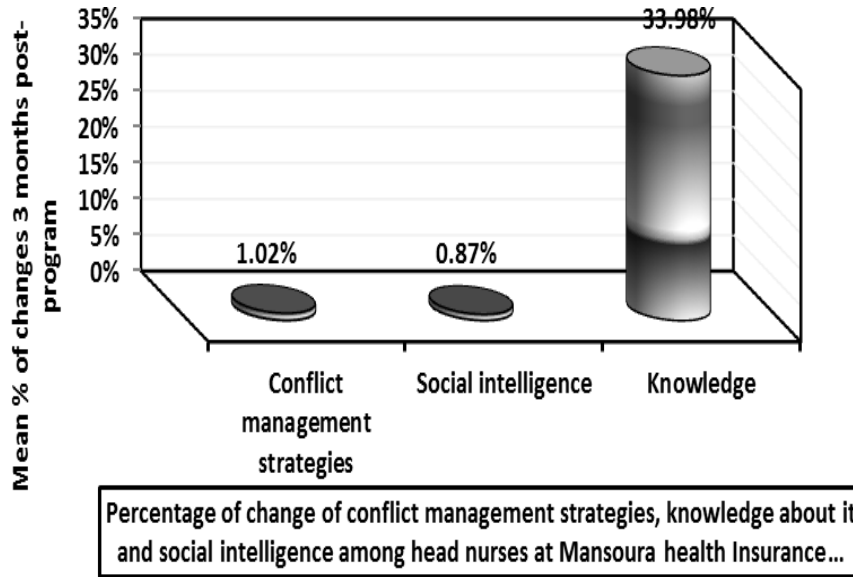 Mean % of changes 3 months post-
program
35%
30%
25%
20%
15%
10%
5%
0%
1.02%
0.87%
33.98%
Conflict
management
strategies
Social intelligence
Knowledge
Percentage of change of conflict management strategies, knowledge about it
and social intelligence among head nurses at Mansoura health Insurance...